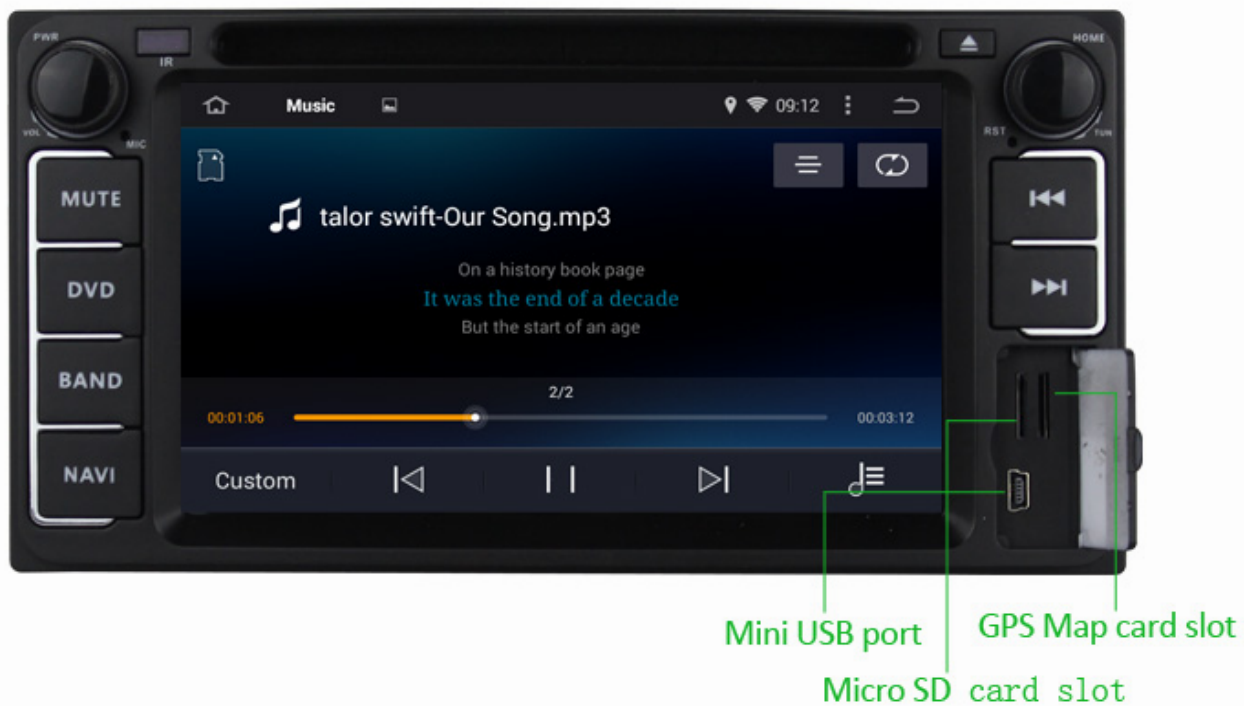 PWR
IR
HOME
VOL
MIC
RST
TUN
Music
09:12
MUTE
talor swift-Our Song.mp3
On a history book page
DVD
It was the end of a decade
But the start of an age
BAND
2/2
00:01:06
00:03:12
NAVI
Custom
Mini USB port
GPS Map card slot
Micro SD card slot